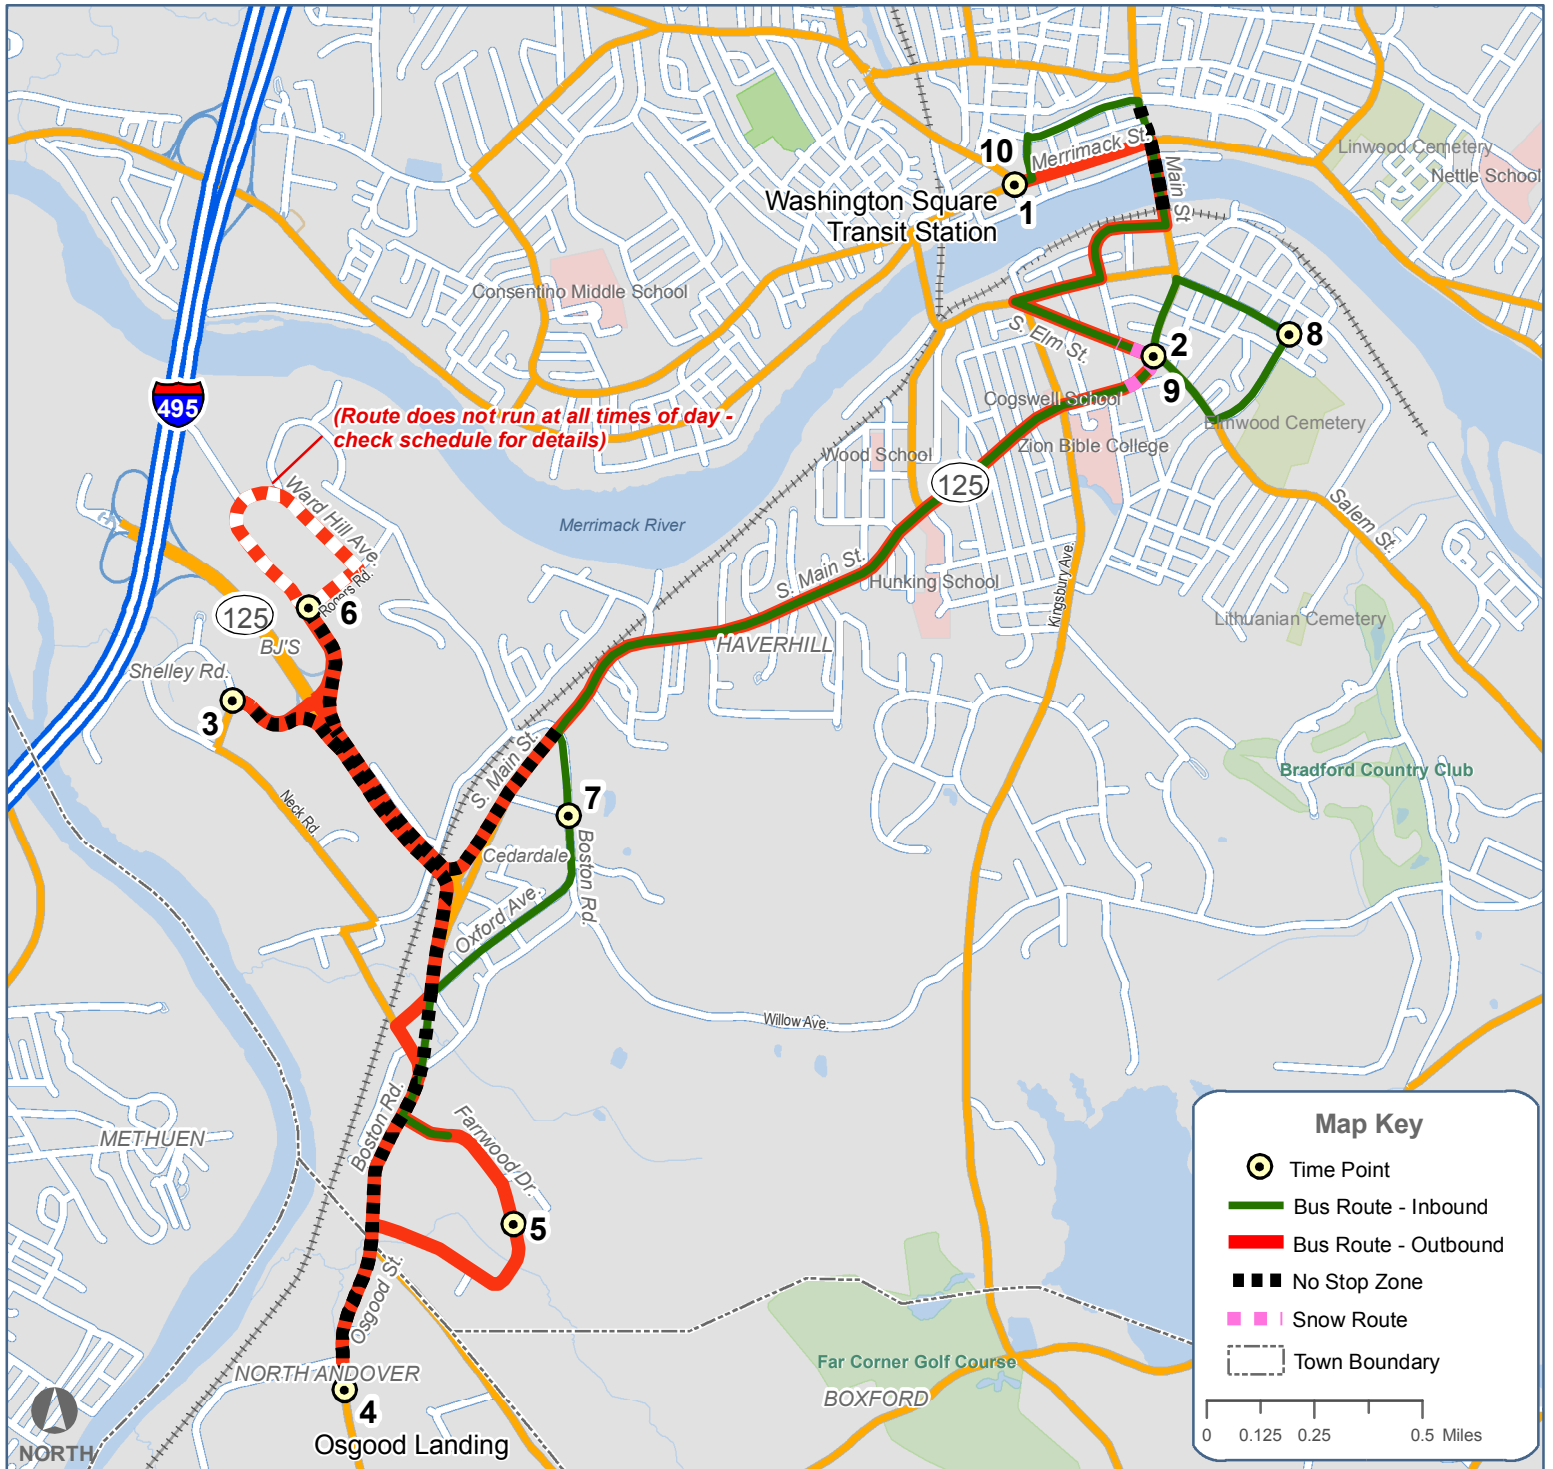 Linwood Cemetery
Nettle School
10
Merrimack St.
Main St
Washington Square
Transit Station
1
Consentino Middle School
8
2
S. Elm St.
9
495
(Route does not run at all times of day -
check schedule for details)
Cogswell School
Elmwood Cemetery
Zion Bible College
Wood School
125
Ward Hill Ave.
Merrimack River
Salem St.
Rogers Rd.
6
125
BJ'S
S. Main St.
Hunking School
Kingsbury Ave.
Lithuanian Cemetery
HAVERHILL
Shelley Rd.
3
S. Main St.
Bradford Country Club
Neck Rd.
7
Cedardale
Boston Rd.
Oxford Ave.
Willow Ave.
Boston Rd.
Farrwood Dr.
METHUEN
5
Osgood St.
Map Key
Time Point
Bus Route - Inbound
Bus Route - Outbound
No Stop Zone
Snow Route
Town Boundary
0 0.125 0.25 0.5 Miles
Far Corner Golf Course
BOXFORD
NORTH ANDOVER
4
Osgood Landing
NORTH